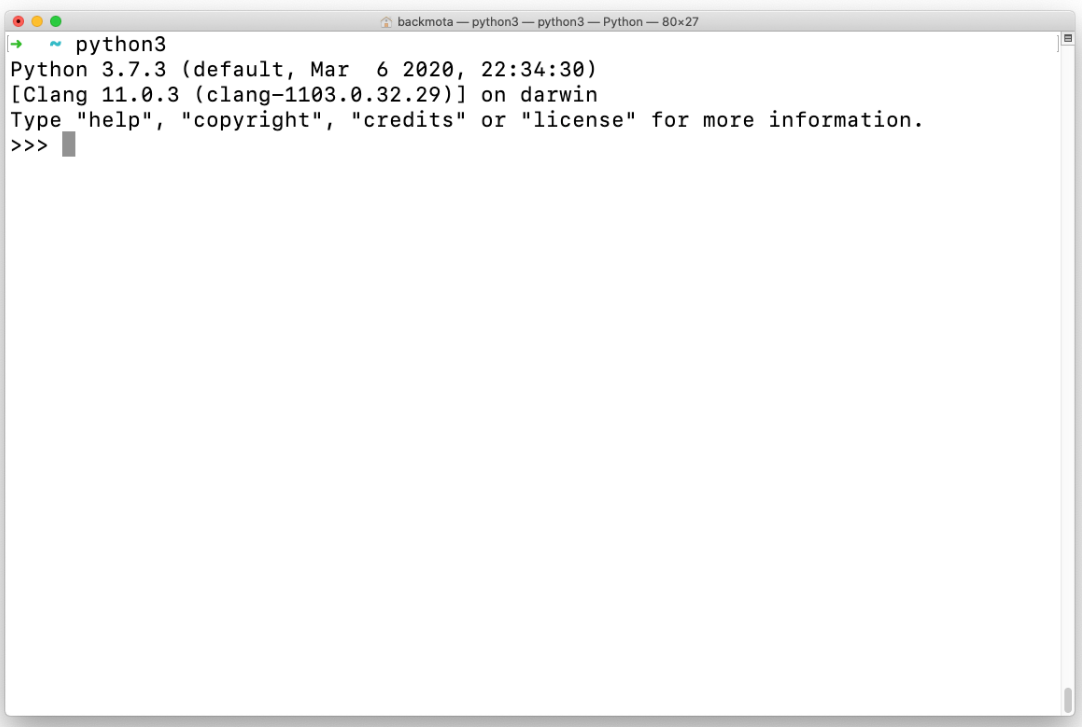 backmota — python3 — python3 — Python — 80×27
➜ ~ python3
Python 3.7.3 (default, Mar  6 2020, 22:34:30)
[Clang 11.0.3 (clang-1103.0.32.29)] on darwin
Type "help", "copyright", "credits" or "license" for more information.
>>>